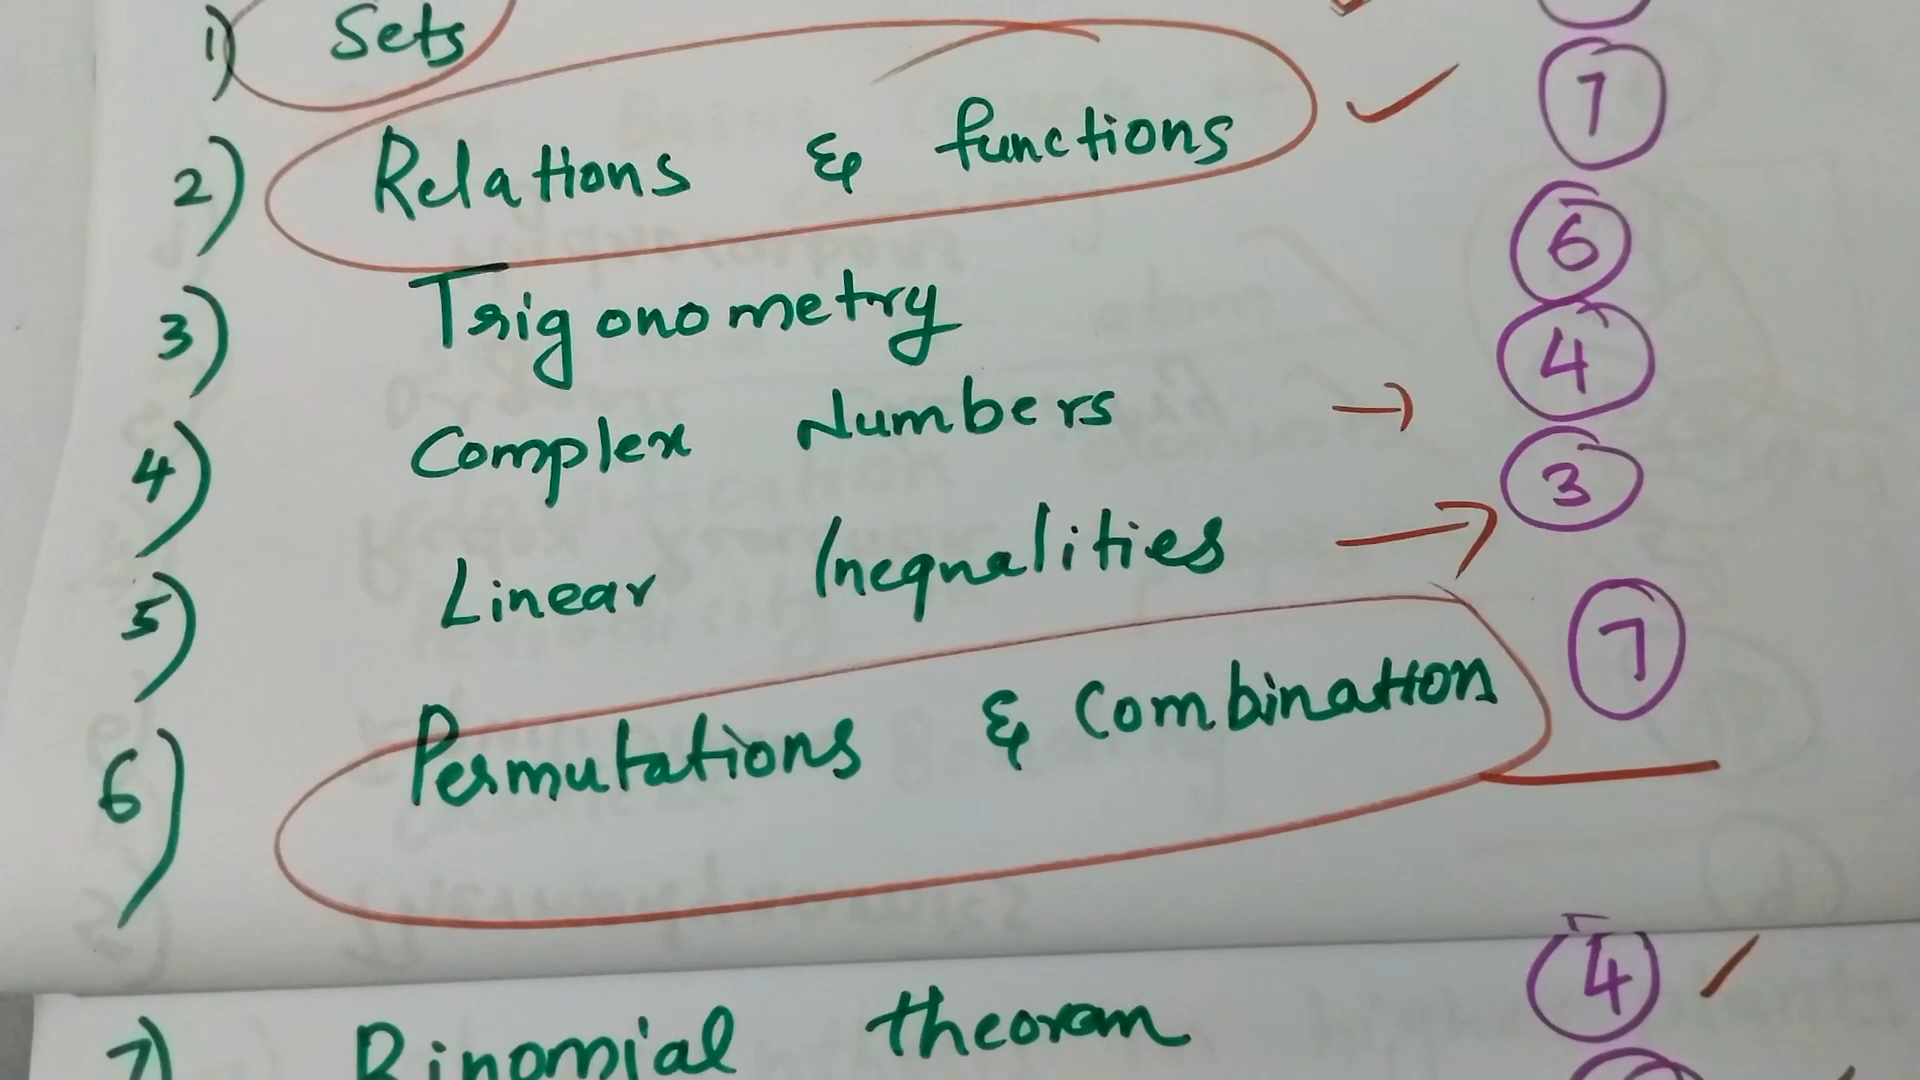 1) Sets
2) Relations & functions 7
3) Trigonometry 6
4) Complex Numbers → 4
5) Linear Inequalities → 3
6) Permutations & Combination 7
7) Binomial theoram 4